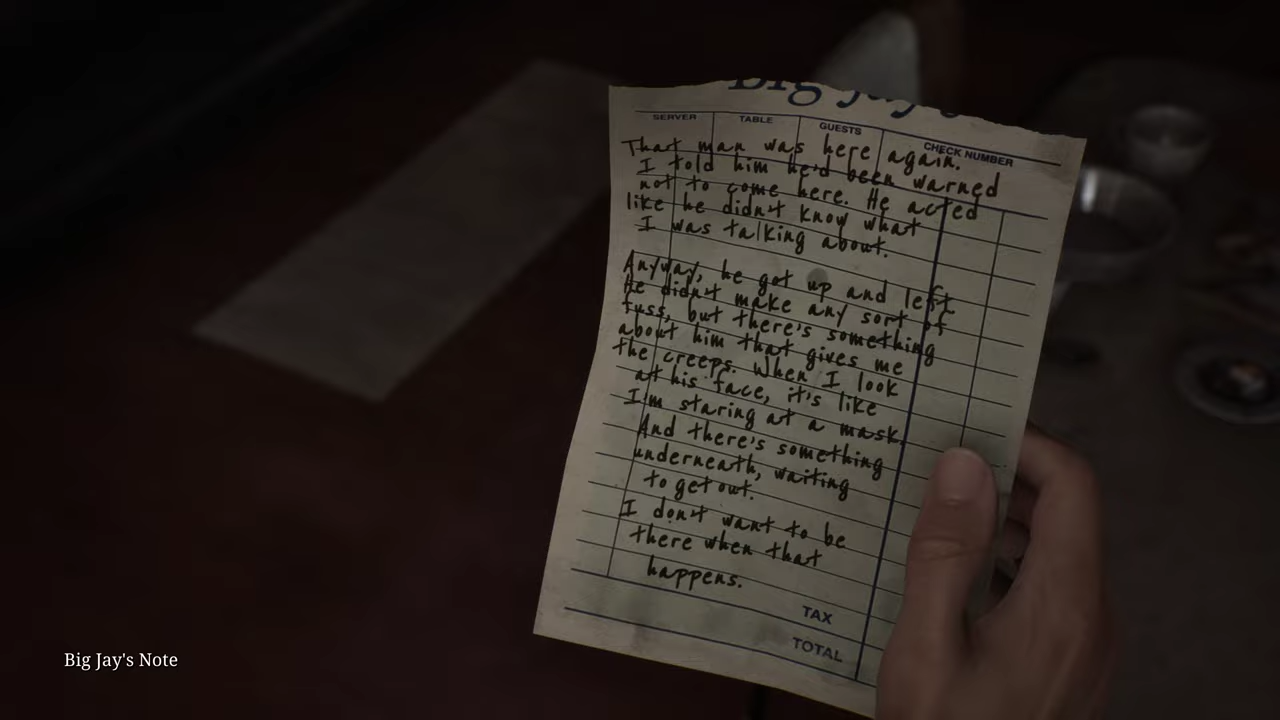 Big Jay's
SERVER TABLE GUESTS CHECK NUMBER
That man was here again.
I told him he'd been warned
not to come here. He acted
like he didn't know what
I was talking about.
Anyway, he got up and left
He didn't make any sort of
fuss, but there's something
about him that gives me
the creeps. When I look
at his face, it's like
I'm staring at a mask.
And there's something
underneath, waiting
to get out.
I don't want to be
there when that
happens.
TAX
TOTAL
Big Jay's Note